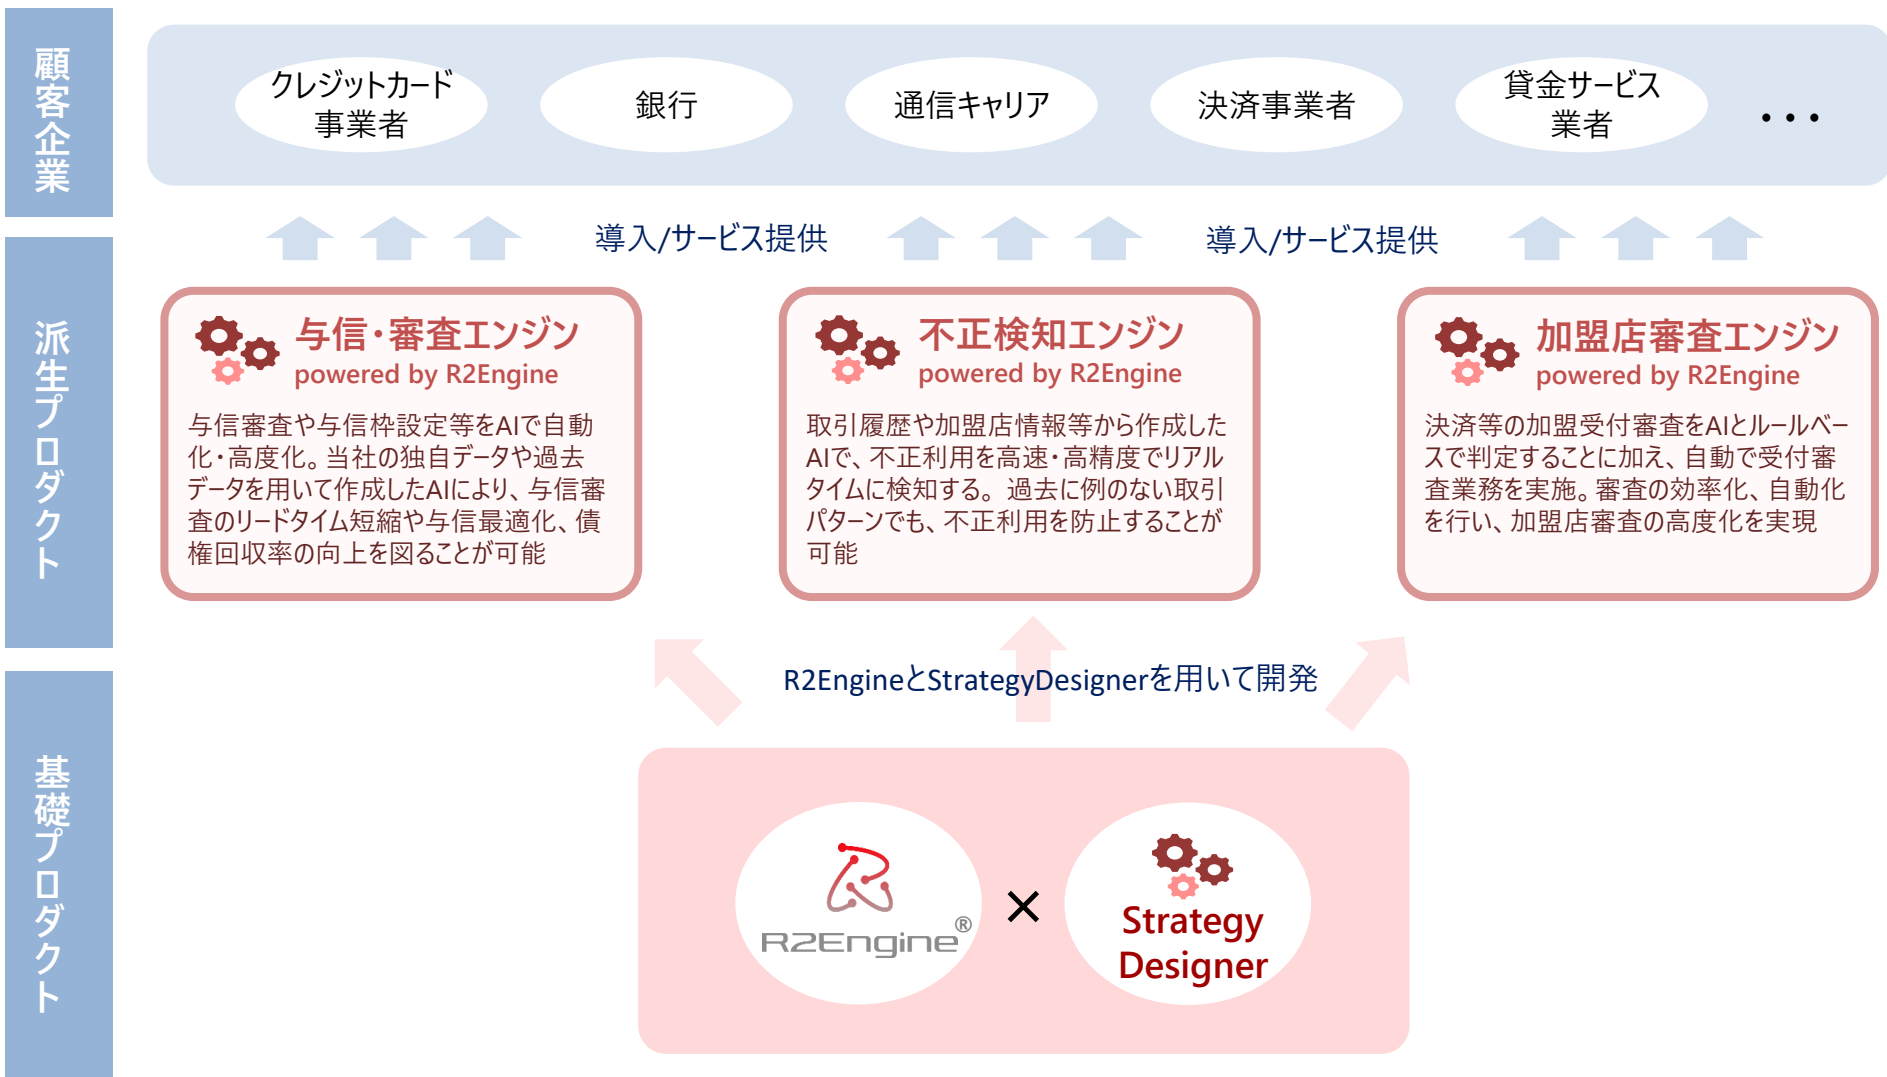 顧客企業
クレジットカード
事業者
銀行
通信キャリア
決済事業者
貸金サービス
業者
・・・
導入/サービス提供
導入/サービス提供
派生プロダクト
与信・審査エンジン
powered by R2Engine
与信審査や与信枠設定等をAIで自動
化・高度化。当社の独自データや過去
データを用いて作成したAIにより、与信審
査のリードタイム短縮や与信最適化、債
権回収率の向上を図ることが可能
不正検知エンジン
powered by R2Engine
取引履歴や加盟店情報等から作成した
AIで、不正利用を高速・高精度でリアル
タイムに検知する。過去に例のない取引
パターンでも、不正利用を防止することが
可能
加盟店審査エンジン
powered by R2Engine
決済等の加盟受付審査をAIとルールベー
スで判定することに加え、自動で受付審
査業務を実施。審査の効率化、自動化
を行い、加盟店審査の高度化を実現
R2EngineとStrategyDesignerを用いて開発
基礎プロダクト
R2Engine®
×
Strategy
Designer